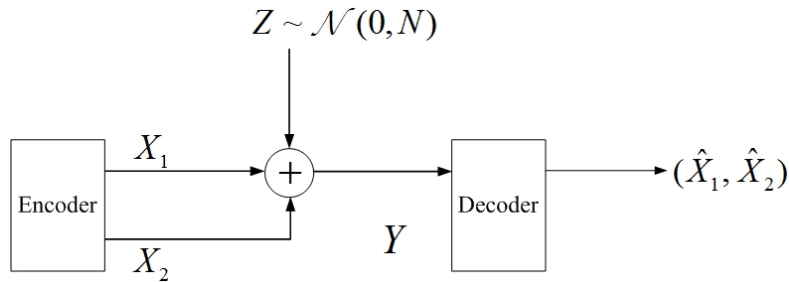 Z ~ 𝒩(0, N)
X₁
Encoder
+
Decoder
(X̂₁, X̂₂)
X₂
Y